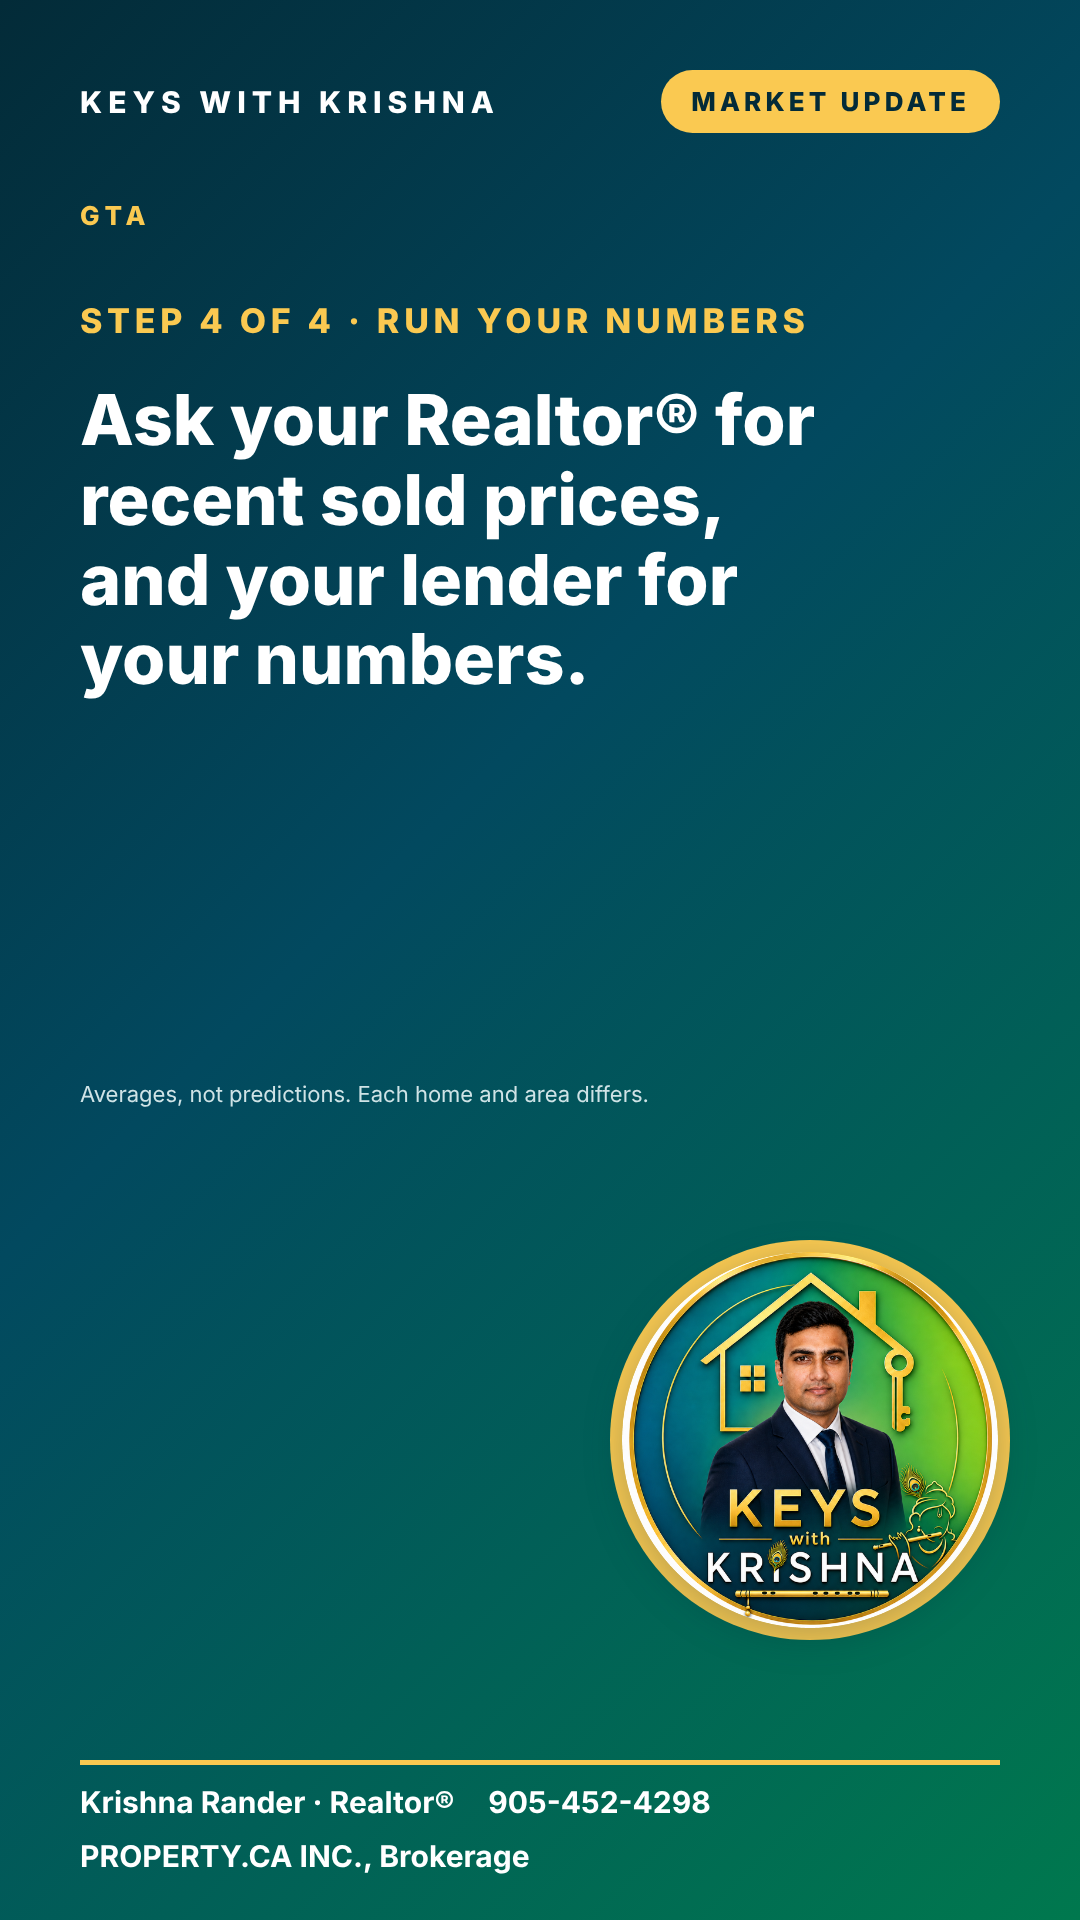 KEYS WITH KRISHNA
MARKET UPDATE
GTA
STEP 4 OF 4 · RUN YOUR NUMBERS
Ask your Realtor® for
recent sold prices,
and your lender for
your numbers.
Averages, not predictions. Each home and area differs.
KEYS
with
KRISHNA
Krishna Rander · Realtor® 905-452-4298
PROPERTY.CA INC., Brokerage